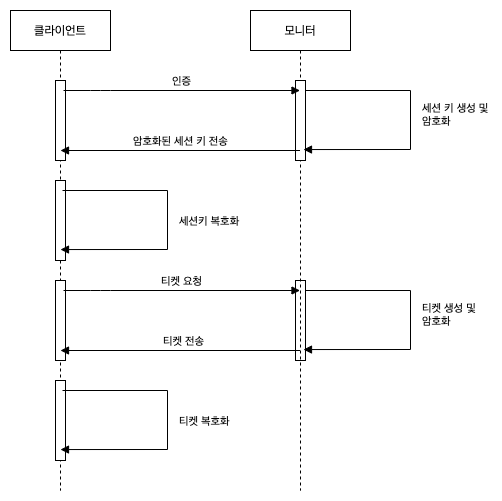 클라이언트
모니터
인증
세션 키 생성 및
암호화
암호화된 세션 키 전송
세션키 복호화
티켓 요청
티켓 생성 및
암호화
티켓 전송
티켓 복호화